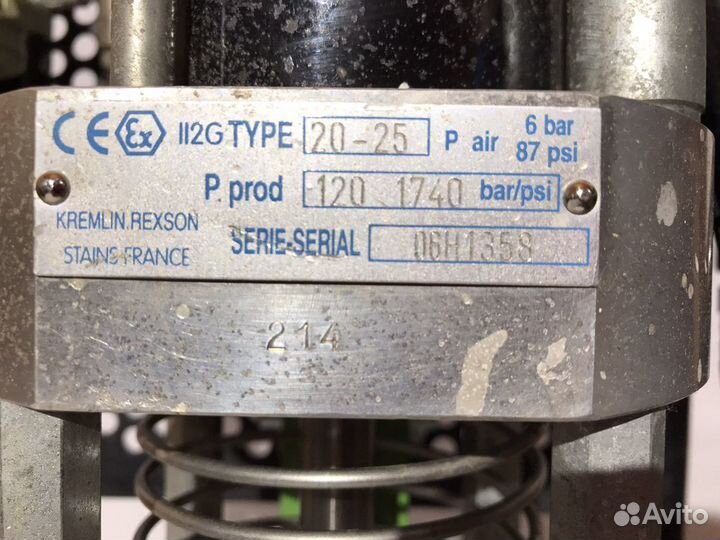 CE Ex II2G TYPE 20-25 P air 6 bar 87 psi
P. prod 120 1740 bar/psi
KREMLIN.REXSON
STAINS FRANCE
SERIE-SERIAL 06H1358
214
Avito